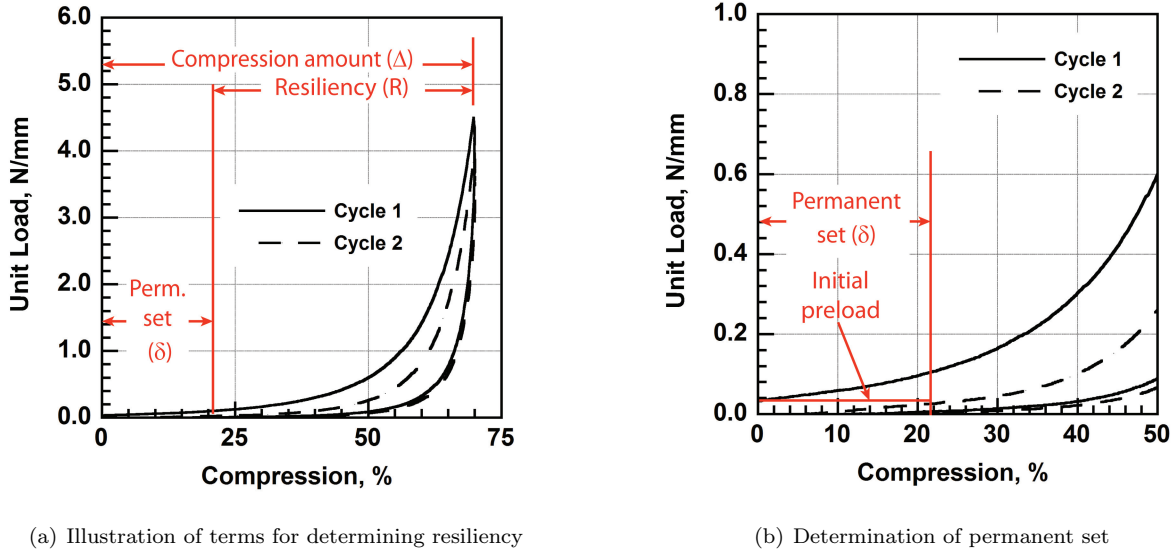 6.0
5.0
4.0
3.0
2.0
1.0
0.0
Unit Load, N/mm
Compression amount (Δ)
Resiliency (R)
Cycle 1
Cycle 2
Perm.
set
(δ)
0
25
50
75
Compression, %
(a) Illustration of terms for determining resiliency
1.0
0.8
0.6
0.4
0.2
0.0
Unit Load, N/mm
Cycle 1
Cycle 2
Permanent
set (δ)
Initial
preload
0
10
20
30
40
50
Compression, %
(b) Determination of permanent set